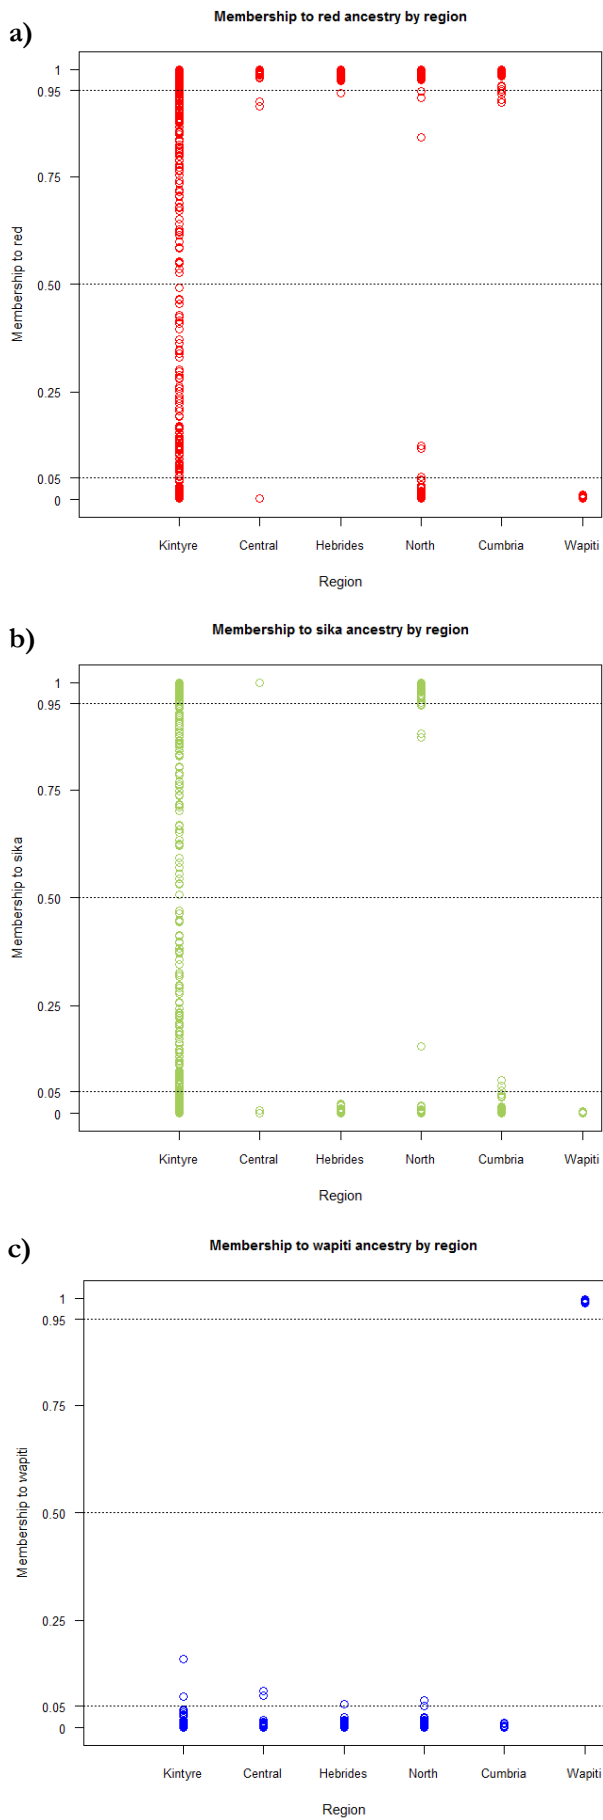 a)
Membership to red ancestry by region
1
0.95
0.75
0.50
0.25
0.05
0
Membership to red
Kintyre Central Hebrides North Cumbria Wapiti
Region
b)
Membership to sika ancestry by region
1
0.95
0.75
0.50
0.25
0.05
0
Membership to sika
Kintyre Central Hebrides North Cumbria Wapiti
Region
c)
Membership to wapiti ancestry by region
1
0.95
0.75
0.50
0.25
0.05
0
Membership to wapiti
Kintyre Central Hebrides North Cumbria Wapiti
Region